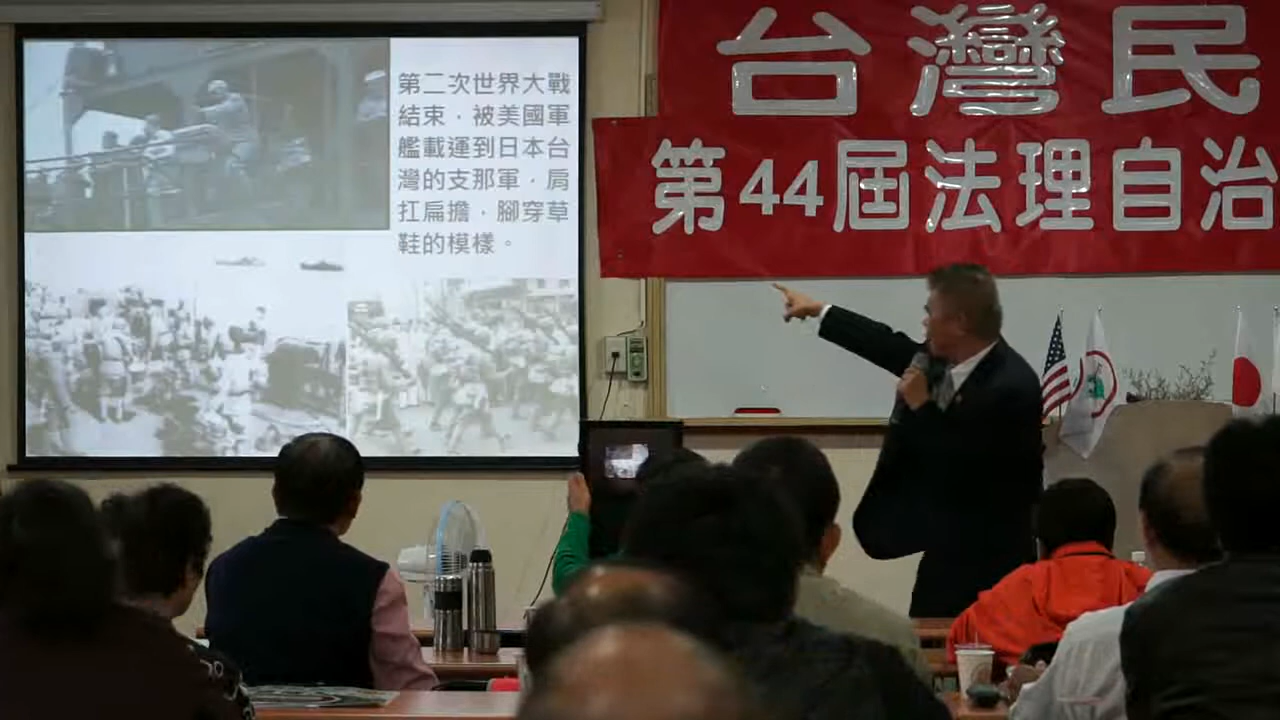 第二次世界大戰
結束，被美國軍
艦載運到日本台
灣的支那軍，肩
扛扁擔，腳穿草
鞋的模樣。
台灣民
第44屆法理自治